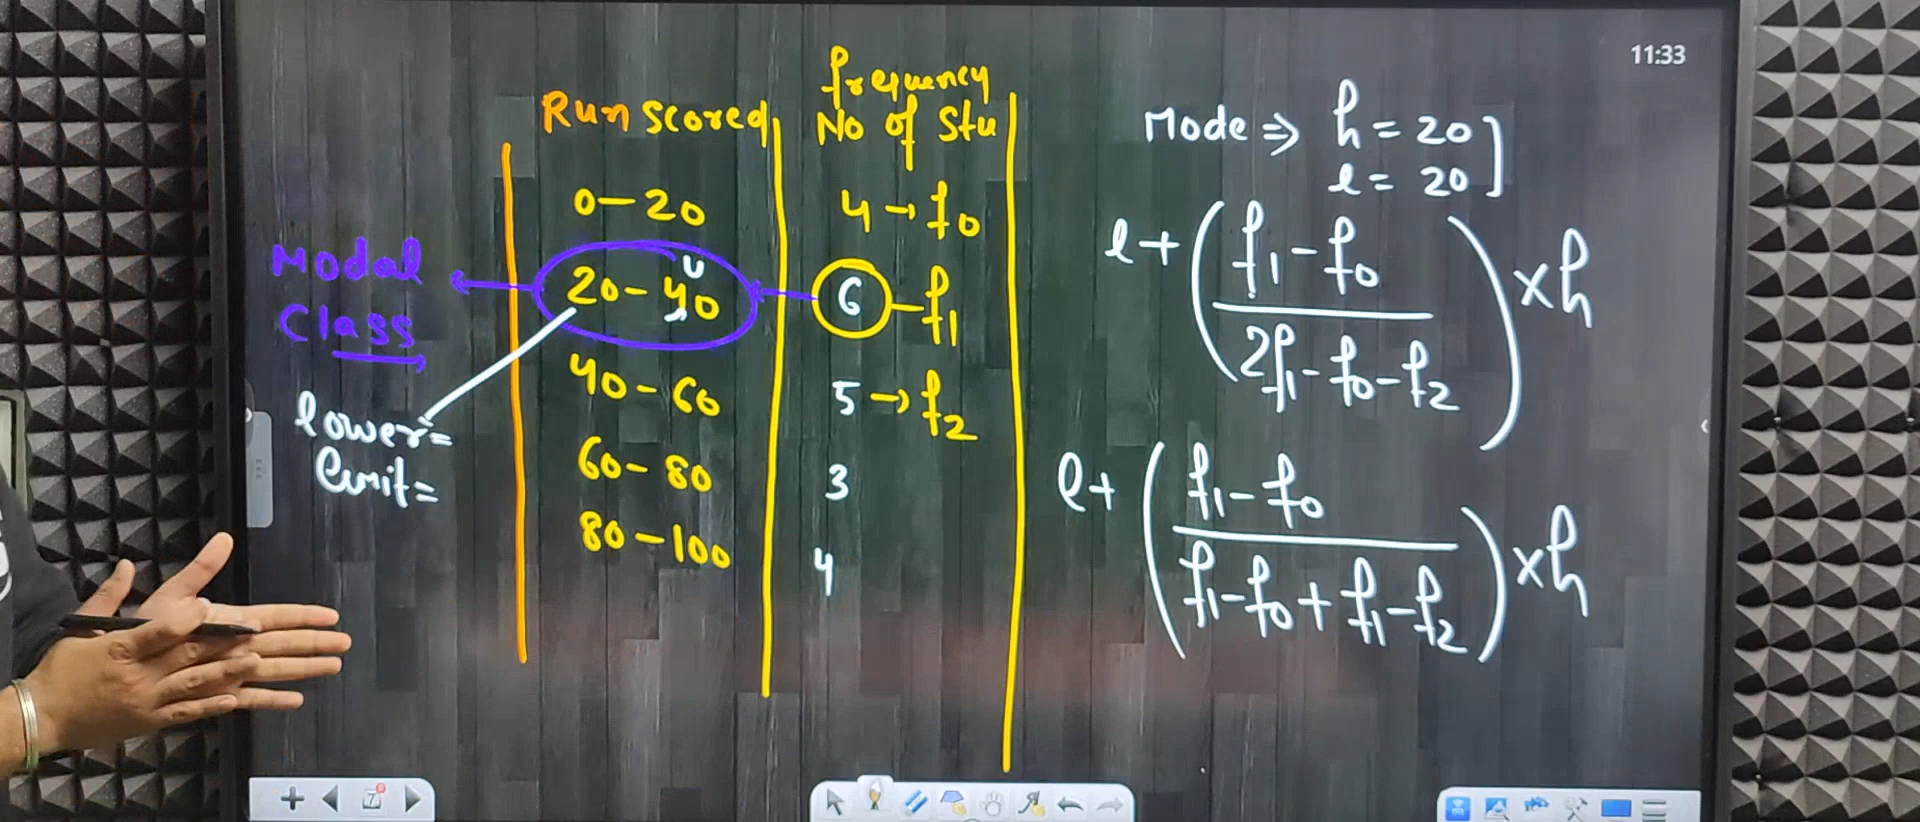 11:33
Run Scored
frequency
No of Stu
0-20 4 → f0
20-40 6 - f1
U
L
40-60 5 → f2
60-80 3
80-100 4
Modal
Class
lower=
limit=
Mode ⇒ h = 20
l = 20
l + (f1 - f0 / 2f1 - f0 - f2) × h
l + (f1 - f0 / f1 - f0 + f1 - f2) × h
7